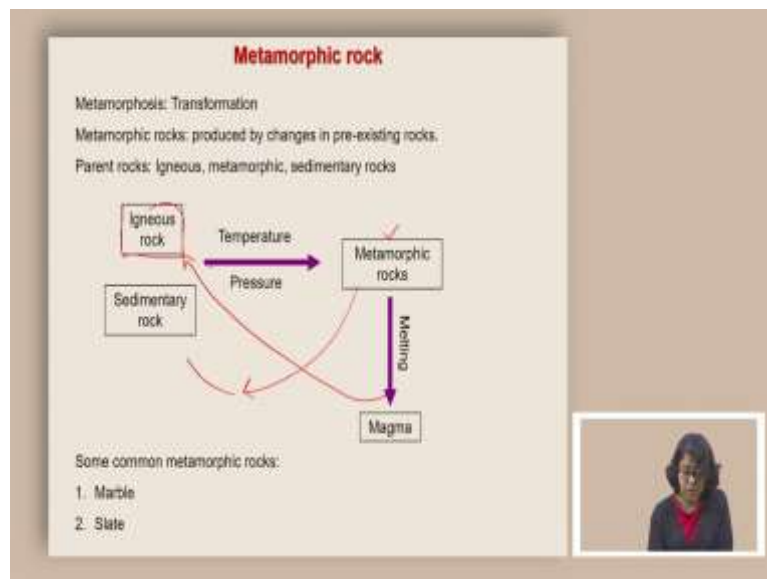 Metamorphic rock
Metamorphosis: Transformation
Metamorphic rocks: produced by changes in pre-existing rocks.
Parent rocks: Igneous, metamorphic, sedimentary rocks
Igneous
rock
Temperature
Pressure
Metamorphic
rocks
Sedimentary
rock
Melting
Magma
Some common metamorphic rocks:
1. Marble
2. Slate